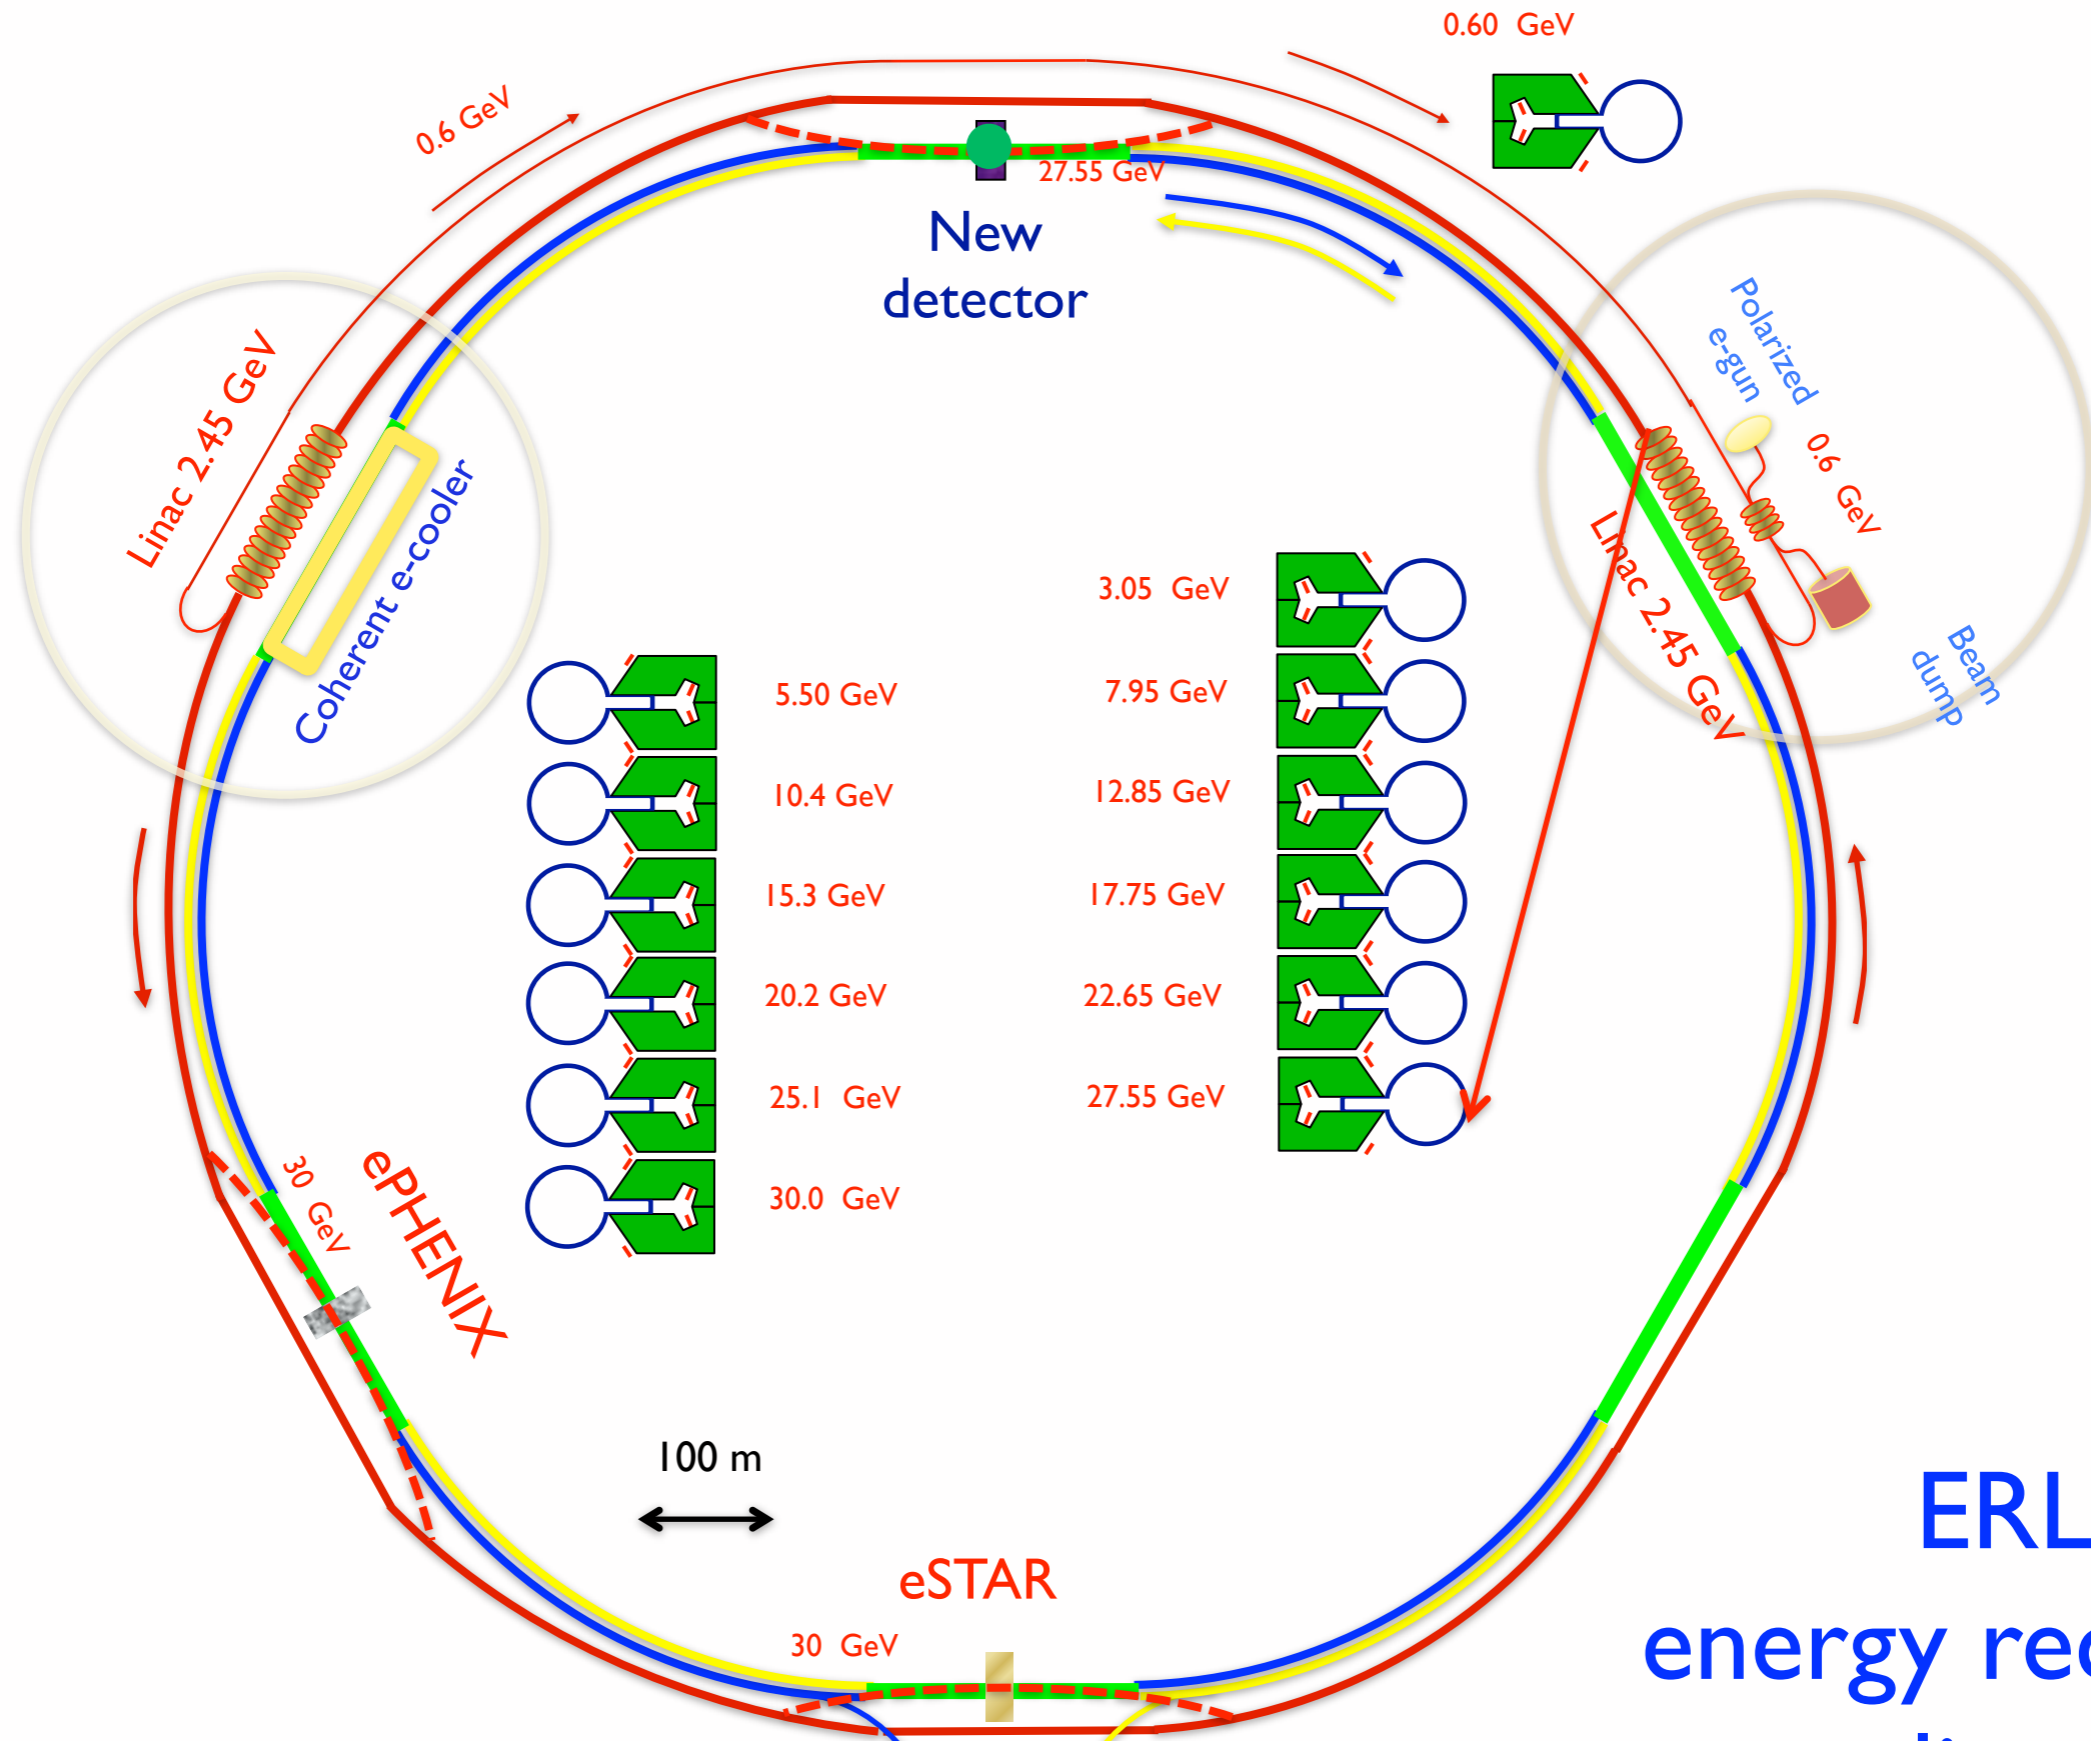 0.60 GeV
0.6 GeV
27.55 GeV
New
detector
Polarized
e-gun
0.6 GeV
Linac 2.45 GeV
Linac 2.45 GeV
Coherent e-cooler
Beam
dump
3.05 GeV
5.50 GeV
7.95 GeV
10.4 GeV
12.85 GeV
15.3 GeV
17.75 GeV
20.2 GeV
22.65 GeV
25.1 GeV
27.55 GeV
30.0 GeV
30 GeV
ePHENIX
100 m
eSTAR
30 GeV
ERL
energy